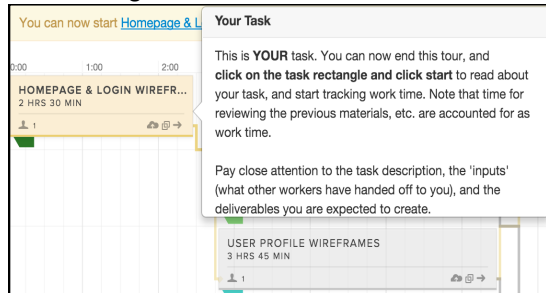 You can now start Homepage & L
Your Task
This is YOUR task. You can now end this tour, and
click on the task rectangle and click start to read about
your task, and start tracking work time. Note that time for
reviewing the previous materials, etc. are accounted for as
work time.
Pay close attention to the task description, the 'inputs'
(what other workers have handed off to you), and the
deliverables you are expected to create.
0:00 1:00 2:00
HOMEPAGE & LOGIN WIREFR...
2 HRS 30 MIN
1
USER PROFILE WIREFRAMES
3 HRS 45 MIN
1